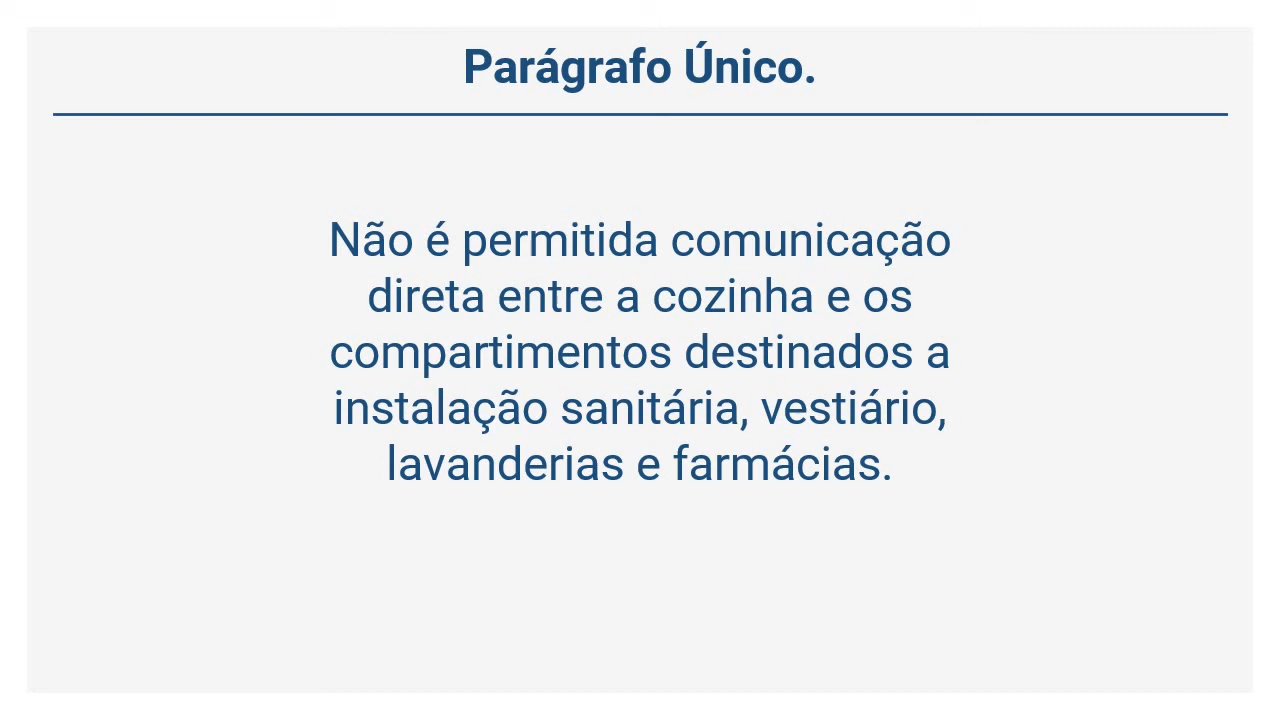 Parágrafo Único.
Não é permitida comunicação
direta entre a cozinha e os
compartimentos destinados a
instalação sanitária, vestiário,
lavanderias e farmácias.